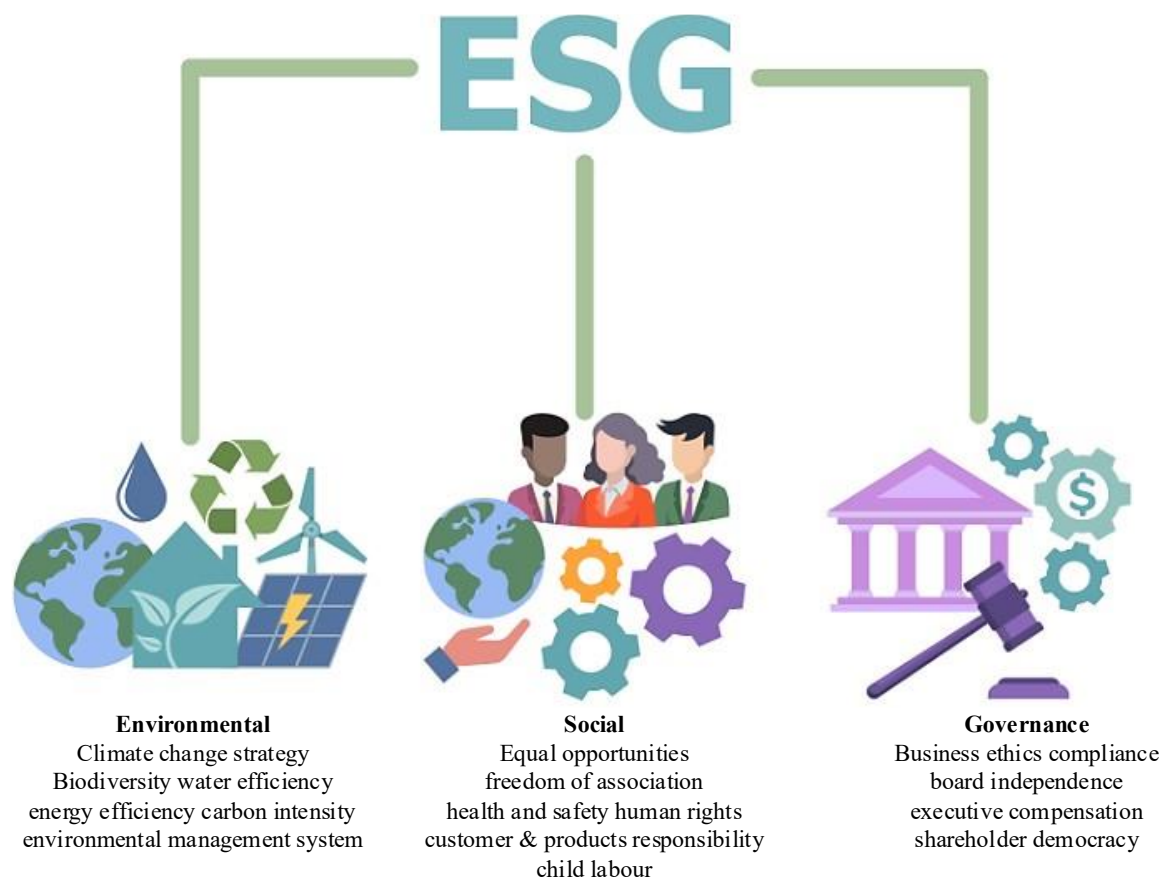 ESG
Environmental
Climate change strategy
Biodiversity water efficiency
energy efficiency carbon intensity
environmental management system
Social
Equal opportunities
freedom of association
health and safety human rights
customer & products responsibility
child labour
$
Governance
Business ethics compliance
board independence
executive compensation
shareholder democracy